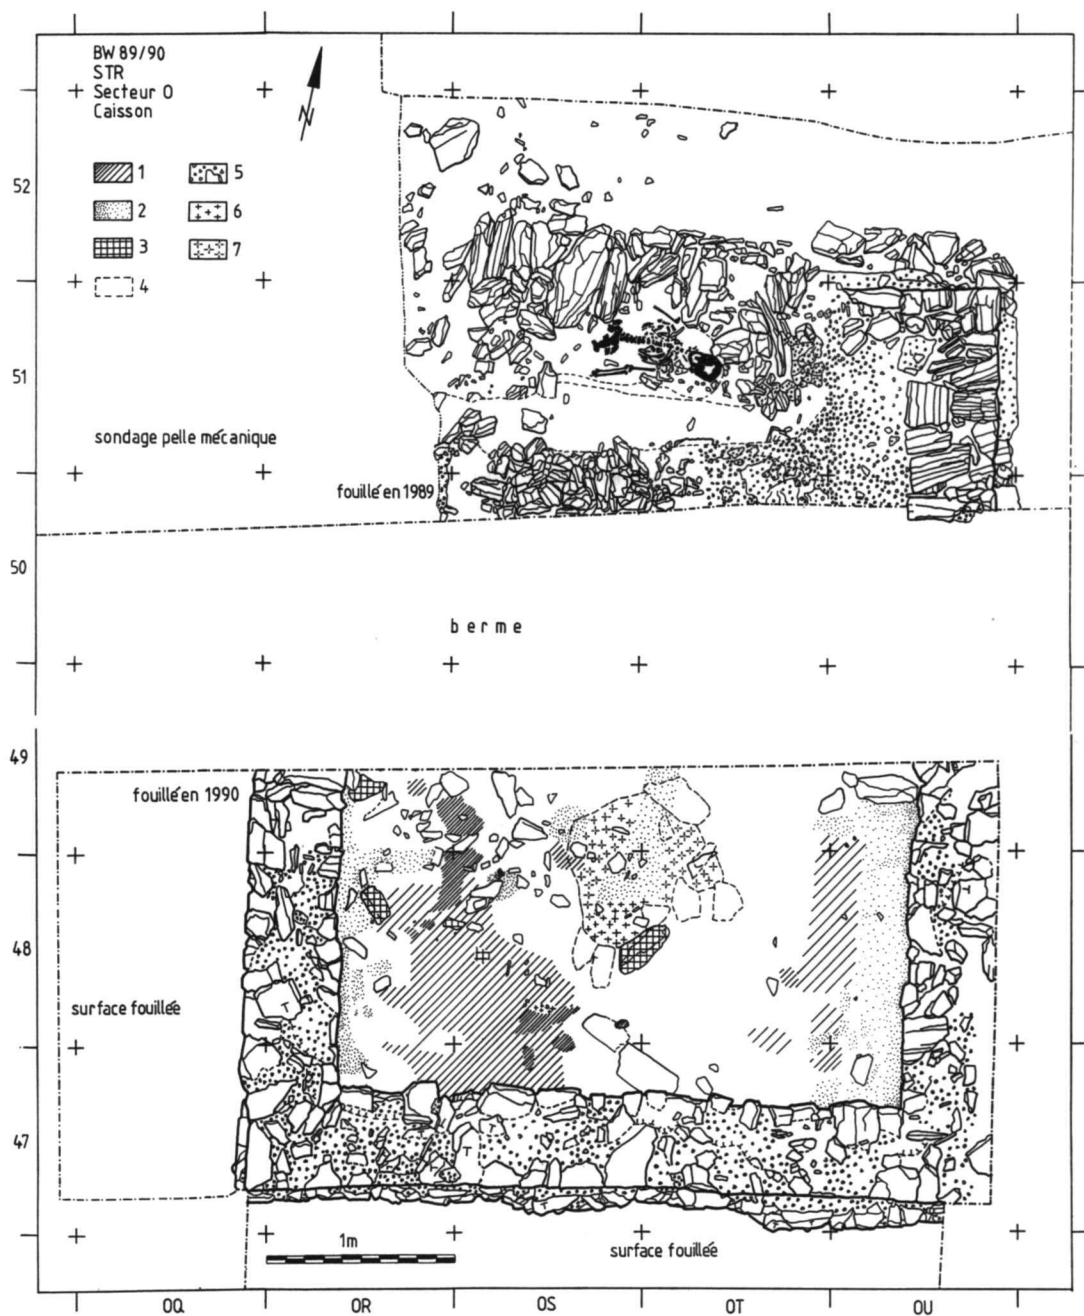 BW 89/90
STR
Secteur O
Caisson
N
1
2
3
4
5
6
7
52
51
50
49
48
47
sondage pelle mécanique
fouillé en 1989
berme
fouillé en 1990
surface fouillée
T
T
T
1m
surface fouillée
OQ
OR
OS
OT
OU